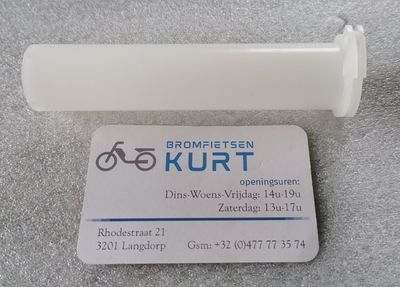 BROMFIETSEN
KURT
openingsuren:
Dins-Woens-Vrijdag: 14u-19u
Zaterdag: 13u-17u
Rhodestraat 21
3201 Langdorp Gsm: +32 (0)477 77 35 74